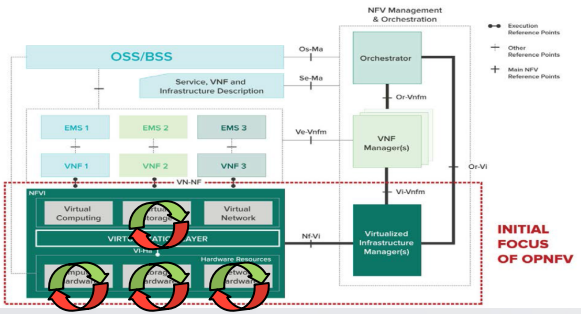 NFV Management
& Orchestration
Execution
Reference Points
Other
Reference Points
Main NFV
Reference Points
OSS/BSS
Os-Ma
Orchestrator
Service, VNF and
Infrastructure Description
Se-Ma
Or-Vnfm
EMS 1
EMS 2
EMS 3
Ve-Vnfm
VNF
Manager(s)
VNF 1
VNF 2
VNF 3
Or-Vi
VN-NF
Vi-Vnfm
NFVI
Virtual
Computing
Virtual
Network
Nf-Vi
Virtualized
Infrastructure
Manager(s)
INITIAL
FOCUS
OF OPNFV
Hardware Resources